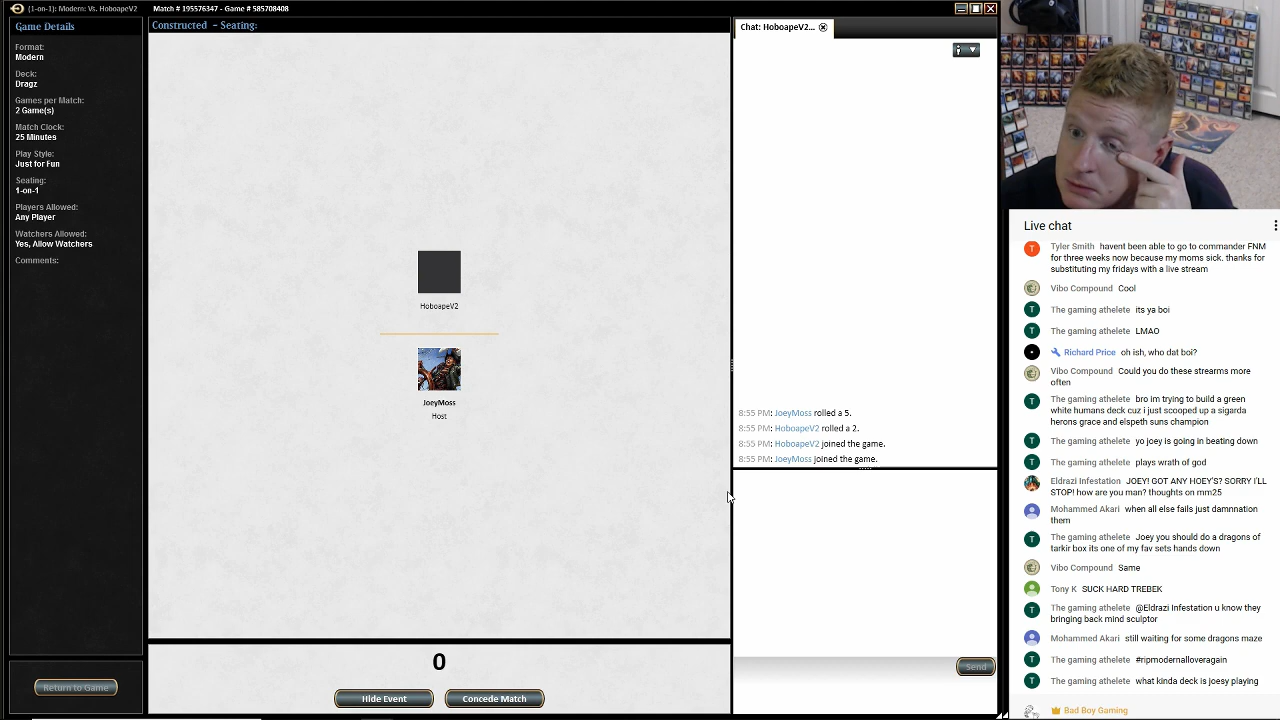 (1-on-1): Modern: Vs. HoboapeV2
Match # 195576347 - Game # 585708408
Game Details
Format:
Modern
Deck:
Dragz
Games per Match:
2 Game(s)
Match Clock:
25 Minutes
Play Style:
Just for Fun
Seating:
1-on-1
Players Allowed:
Any Player
Watchers Allowed:
Yes, Allow Watchers
Comments:
Return to Game
Constructed - Seating:
HoboapeV2
JoeyMoss
Host
0
Hide Event
Concede Match
Chat: HoboapeV2...
8:55 PM: JoeyMoss rolled a 5.
8:55 PM: HoboapeV2 rolled a 2.
8:55 PM: HoboapeV2 joined the game.
8:55 PM: JoeyMoss joined the game.
Send
Live chat
T Tyler Smith havent been able to go to commander FNM
for three weeks now because my moms sick. thanks for
substituting my fridays with a live stream
Vibo Compound Cool
T The gaming athelete its ya boi
T The gaming athelete LMAO
Richard Price oh ish, who dat boi?
Vibo Compound Could you do these strearms more
often
T The gaming athelete bro im trying to build a green
white humans deck cuz i just scooped up a sigarda
herons grace and elspeth suns champion
T The gaming athelete yo joey is going in beating down
T The gaming athelete plays wrath of god
Eldrazi Infestation JOEY! GOT ANY HOEY'S? SORRY I'LL
STOP! how are you man? thoughts on mm25
Mohammed Akari when all else fails just damnnation
them
T The gaming athelete Joey you should do a dragons of
tarkir box its one of my fav sets hands down
Vibo Compound Same
T Tony K SUCK HARD TREBEK
T The gaming athelete @Eldrazi Infestation u know they
bringing back mind sculptor
Mohammed Akari still waiting for some dragons maze
T The gaming athelete #ripmodernalloveragain
T The gaming athelete what kinda deck is joesy playing
Bad Boy Gaming